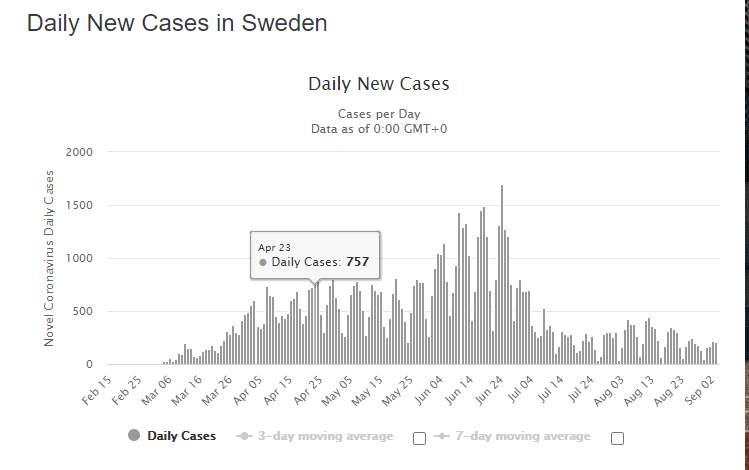 Daily New Cases in Sweden
Daily New Cases
Cases per Day
Data as of 0:00 GMT+0
Novel Coronavirus Daily Cases
2000
1500
1000
500
0
Apr 23
Daily Cases: 757
Feb 15
Feb 25
Mar 06
Mar 16
Mar 26
Apr 05
Apr 15
Apr 25
May 05
May 15
May 25
Jun 04
Jun 14
Jun 24
Jul 04
Jul 14
Jul 24
Aug 03
Aug 13
Aug 23
Sep 02
Daily Cases 3-day moving average 7-day moving average